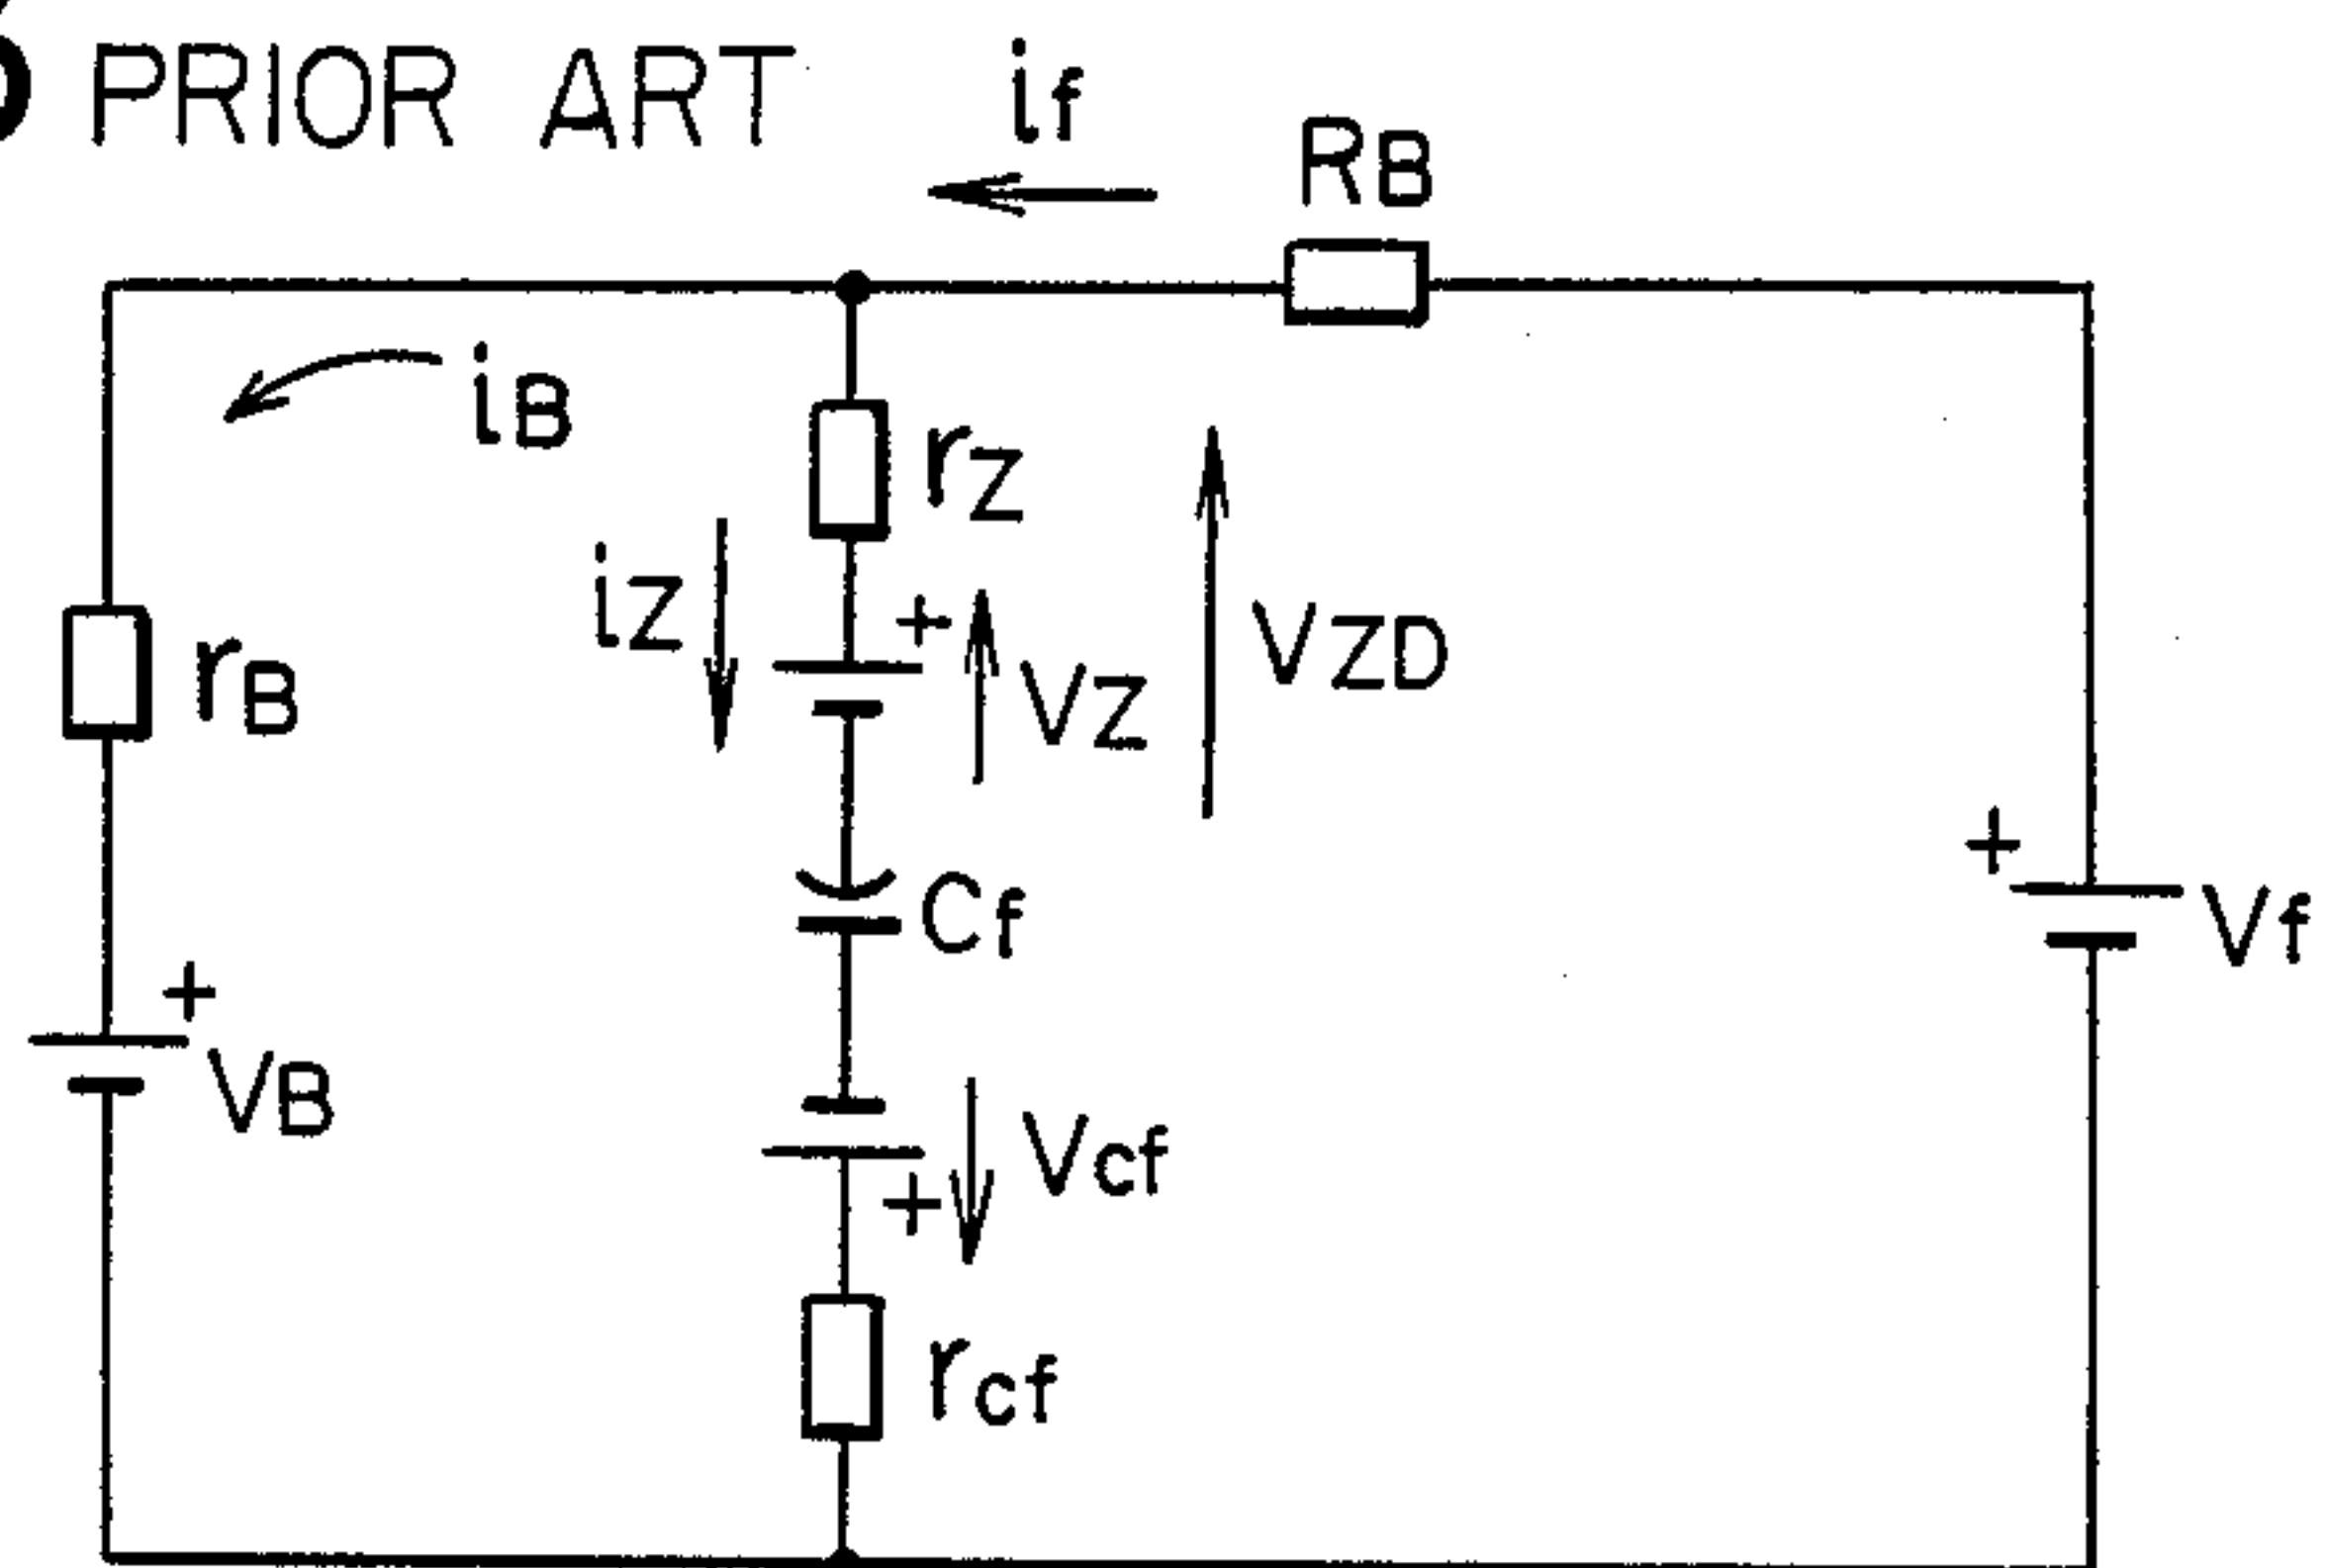 PRIOR ART
if
RB
iB
rZ
iZ
+
VZ
VZD
rB
+
Vf
Cf
+
VB
Vcf
+
rcf